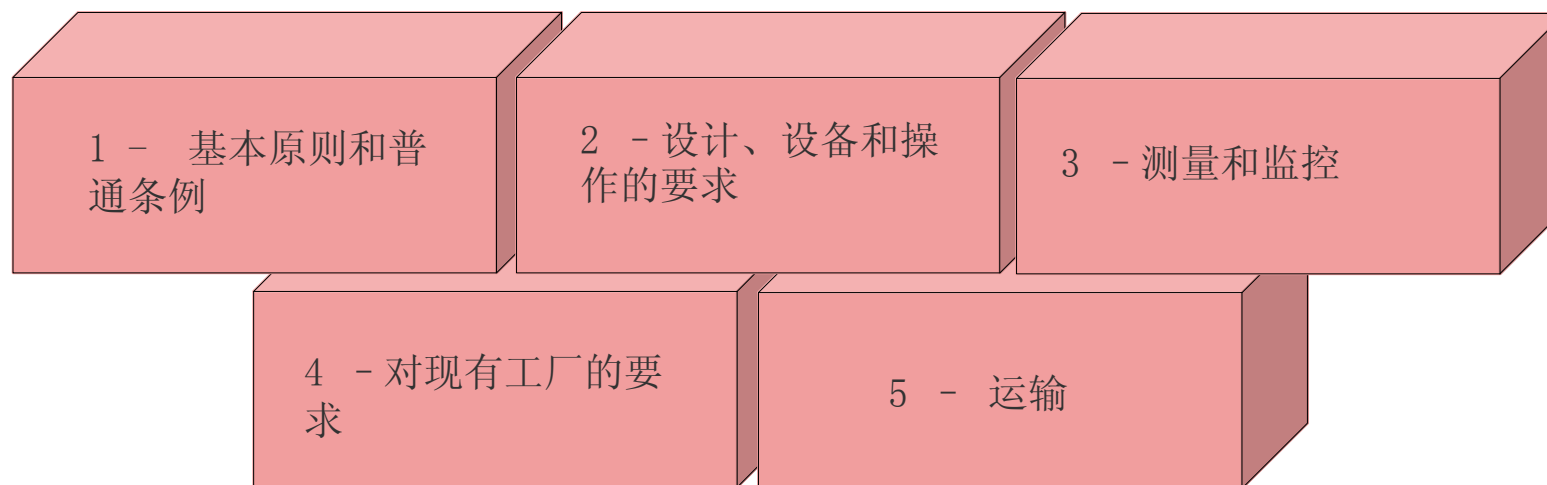 1 - 基本原则和普
通条例
2 -设计、设备和操
作的要求
3 -测量和监控
4 -对现有工厂的要
求
5 - 运输